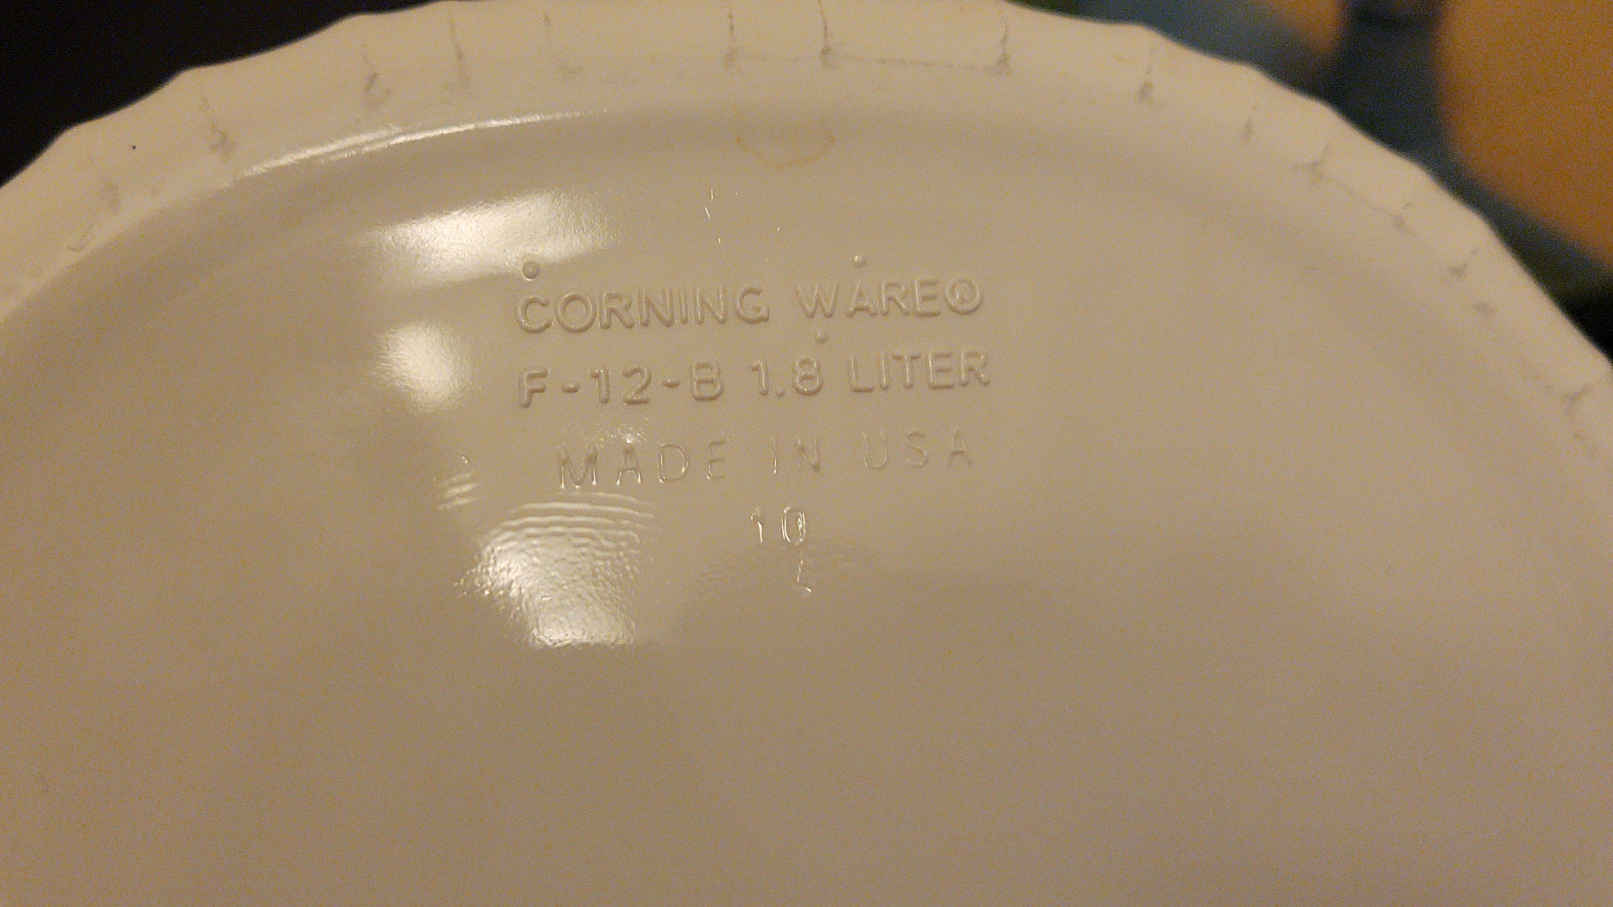 CORNING WARE®
F-12-B 1.8 LITER
MADE IN USA
10